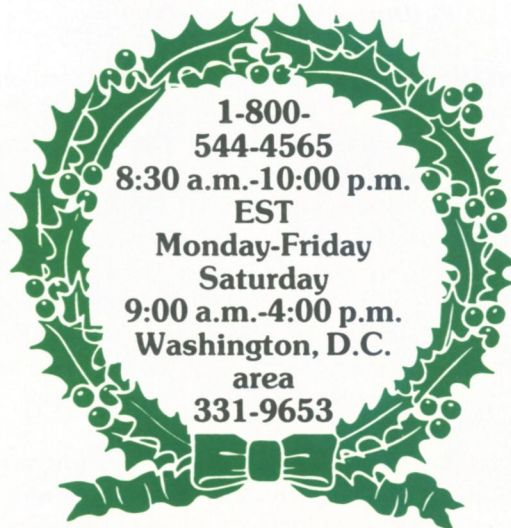 1-800-
544-4565
8:30 a.m.-10:00 p.m.
EST
Monday-Friday
Saturday
9:00 a.m.-4:00 p.m.
Washington, D.C.
area
331-9653